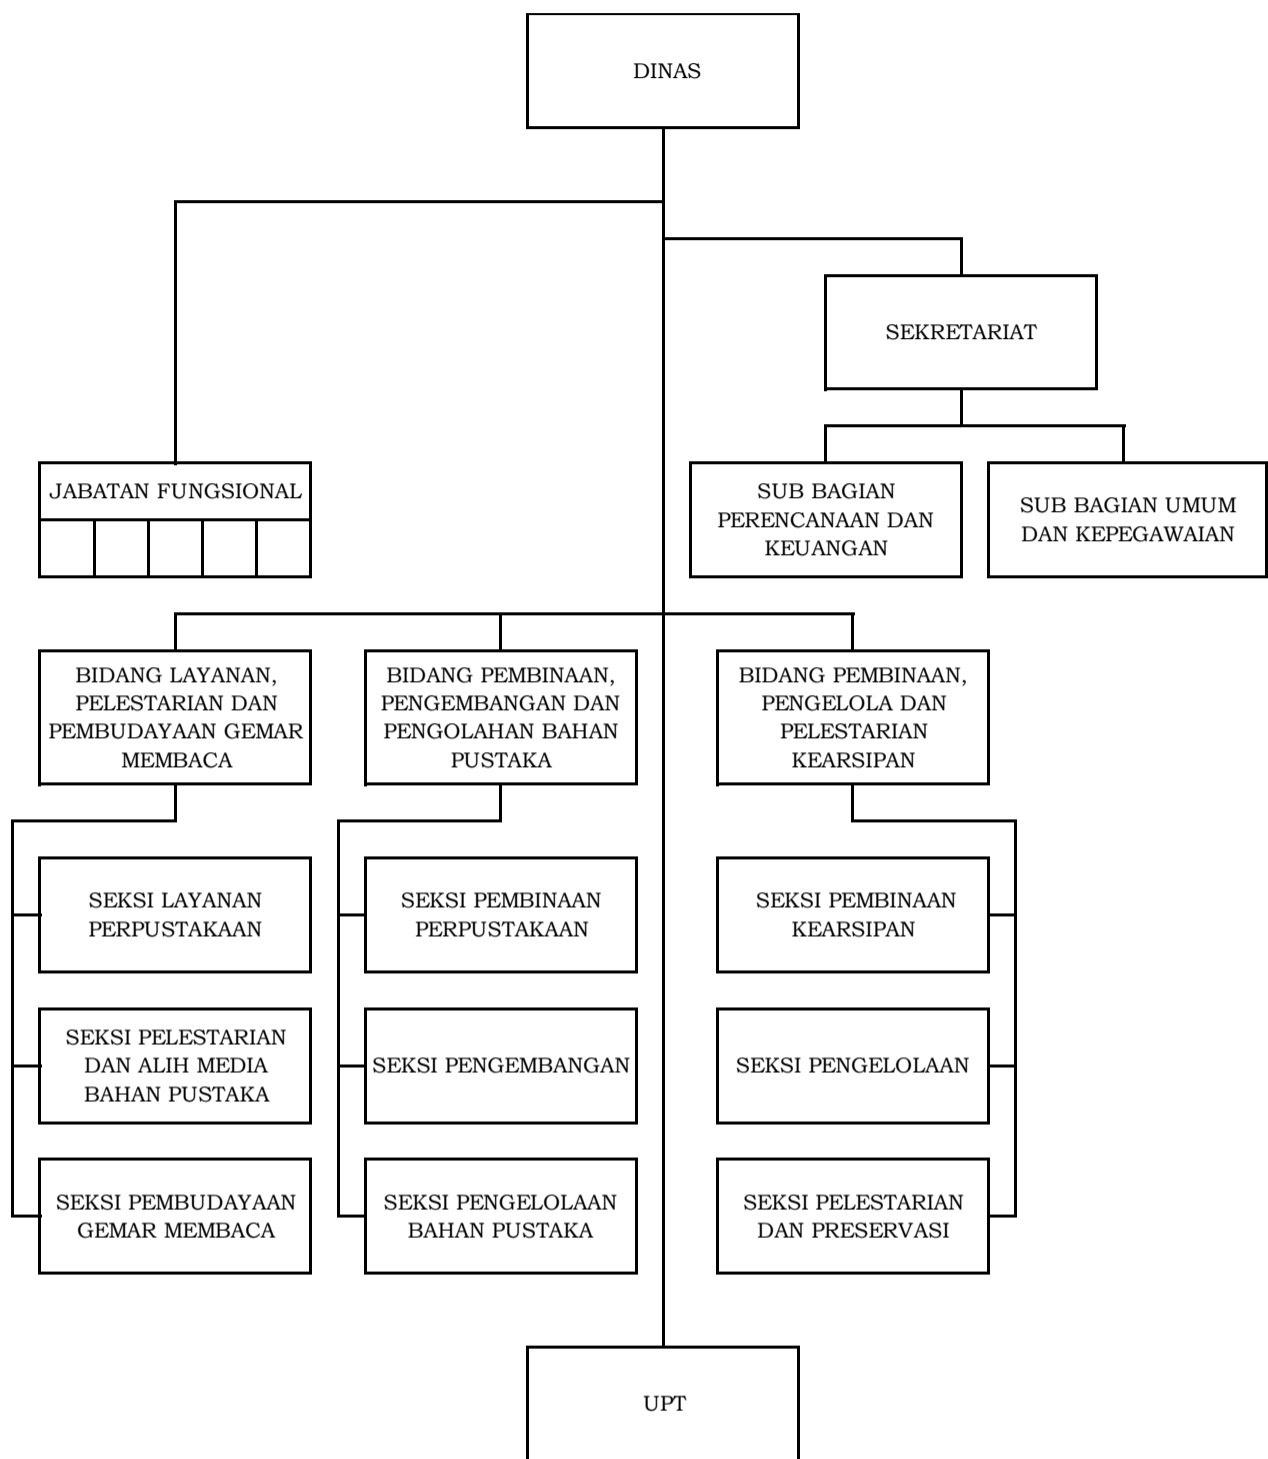 DINAS
SEKRETARIAT
JABATAN FUNGSIONAL
SUB BAGIAN
PERENCANAAN DAN
KEUANGAN
SUB BAGIAN UMUM
DAN KEPEGAWAIAN
BIDANG LAYANAN,
PELESTARIAN DAN
PEMBUDAYAAN GEMAR
MEMBACA
BIDANG PEMBINAAN,
PENGEMBANGAN DAN
PENGOLAHAN BAHAN
PUSTAKA
BIDANG PEMBINAAN,
PENGELOLA DAN
PELESTARIAN
KEARSIPAN
SEKSI LAYANAN
PERPUSTAKAAN
SEKSI PEMBINAAN
PERPUSTAKAAN
SEKSI PEMBINAAN
KEARSIPAN
SEKSI PELESTARIAN
DAN ALIH MEDIA
BAHAN PUSTAKA
SEKSI PENGEMBANGAN
SEKSI PENGELOLAAN
SEKSI PEMBUDAYAAN
GEMAR MEMBACA
SEKSI PENGELOLAAN
BAHAN PUSTAKA
SEKSI PELESTARIAN
DAN PRESERVASI
UPT